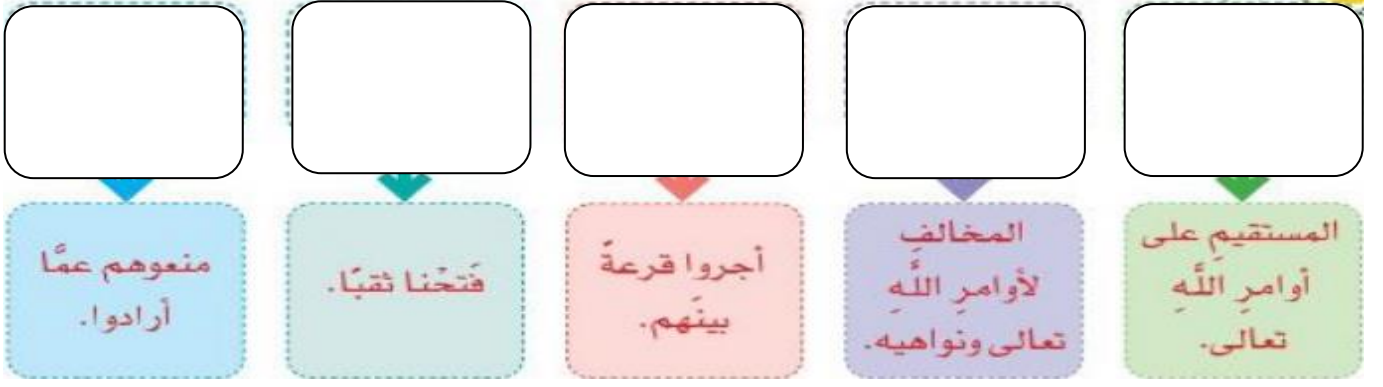 المستقيمِ على
أوامرِ اللَّهِ
تعالى.
المخالفِ
لأوامرِ اللَّهِ
تعالى ونواهيه.
أجروا قرعةً
بينَهم.
فَتحْنا ثقبًا.
منعوهم عمَّا
أرادوا.